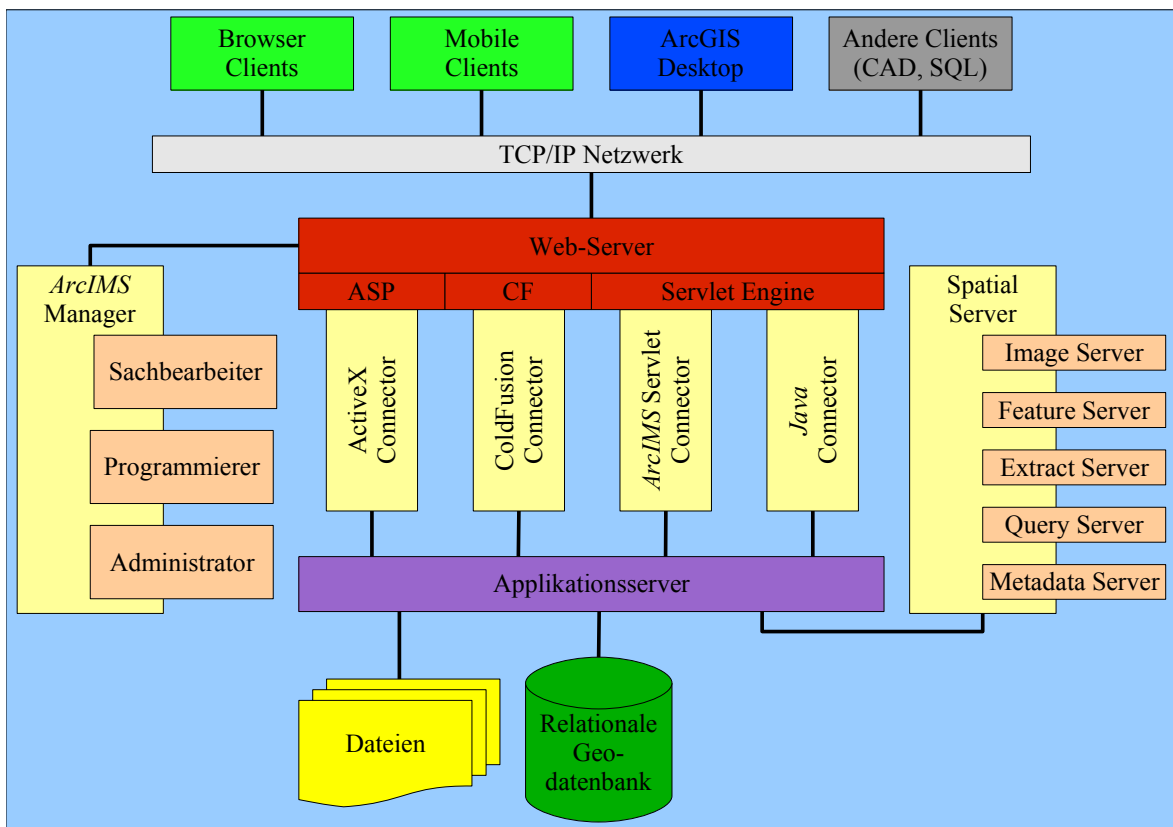 Browser
Clients
Mobile
Clients
ArcGIS
Desktop
Andere Clients
(CAD, SQL)
TCP/IP Netzwerk
Web-Server
ASP
CF
Servlet Engine
ArcIMS
Manager
Sachbearbeiter
Programmierer
Administrator
ActiveX
Connector
ColdFusion
Connector
ArcIMS Servlet
Connector
Java
Connector
Spatial
Server
Image Server
Feature Server
Extract Server
Query Server
Metadata Server
Applikationsserver
Dateien
Relationale
Geo-
datenbank